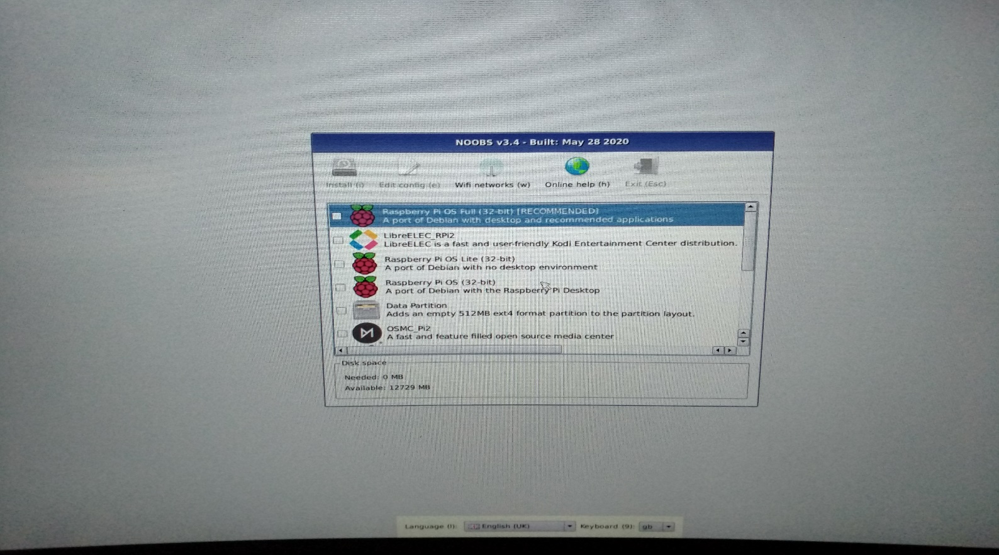 NOOBS v3.4 - Built: May 28 2020
Install (i) Edit config (e) Wifi networks (w) Online help (h) Exit (Esc)
Raspberry Pi OS Full (32-bit) [RECOMMENDED]
A port of Debian with desktop and recommended applications
LibreELEC_RPi2
LibreELEC is a fast and user-friendly Kodi Entertainment Center distribution.
Raspberry Pi OS Lite (32-bit)
A port of Debian with no desktop environment
Raspberry Pi OS (32-bit)
A port of Debian with the Raspberry Pi Desktop
Data Partition
Adds an empty 512MB ext4 format partition to the partition layout.
OSMC_Pi2
A fast and feature filled open source media center
Disk space
Needed: 0 MB
Available: 12729 MB
Language (l): English (UK) Keyboard (9): gb